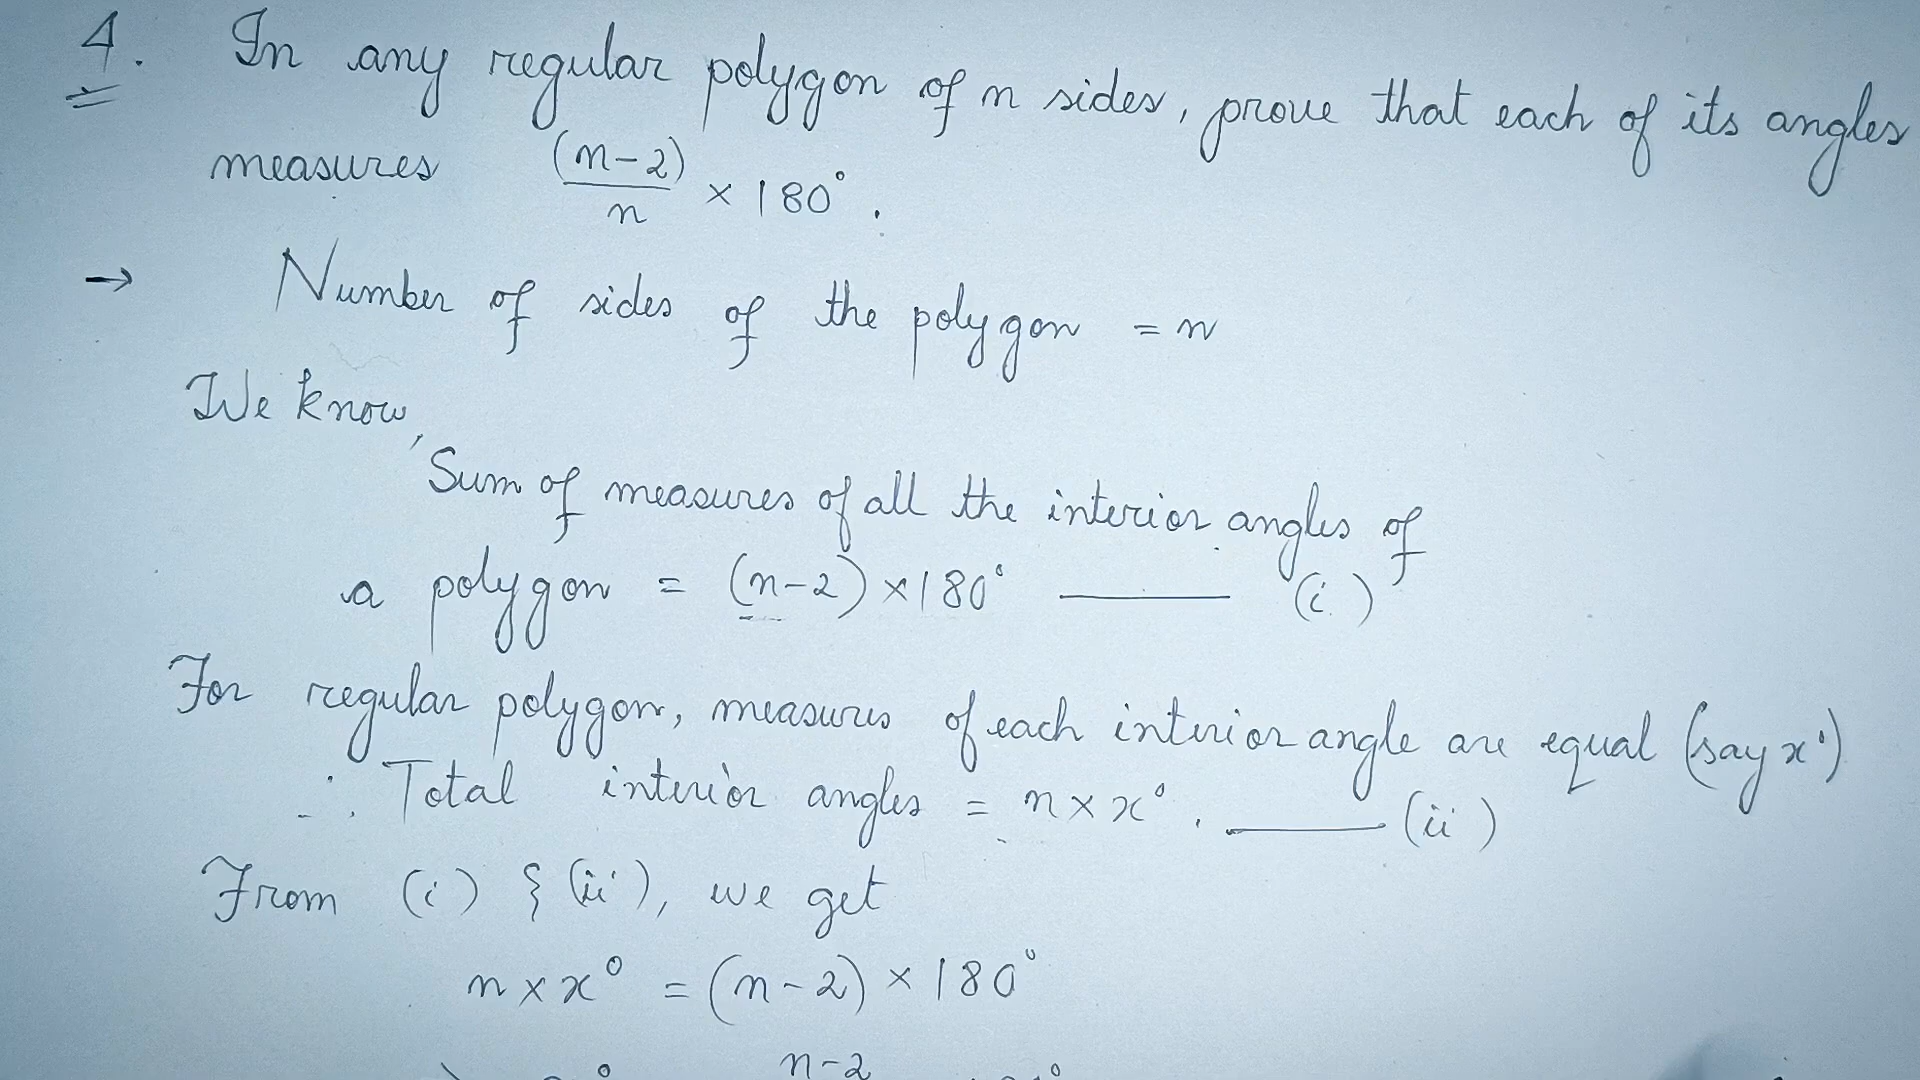 4. In any regular polygon of n sides, prove that each of its angles
measures (n-2)/n × 180°.
→ Number of sides of the polygon = n
We know,
Sum of measures of all the interior angles of
a polygon = (n-2) × 180° —— (i)
For regular polygon, measures of each interior angle are equal (say x°)
∴ Total interior angles = n × x°. —— (ii)
From (i) & (ii), we get
n × x° = (n-2) × 180°
n-2